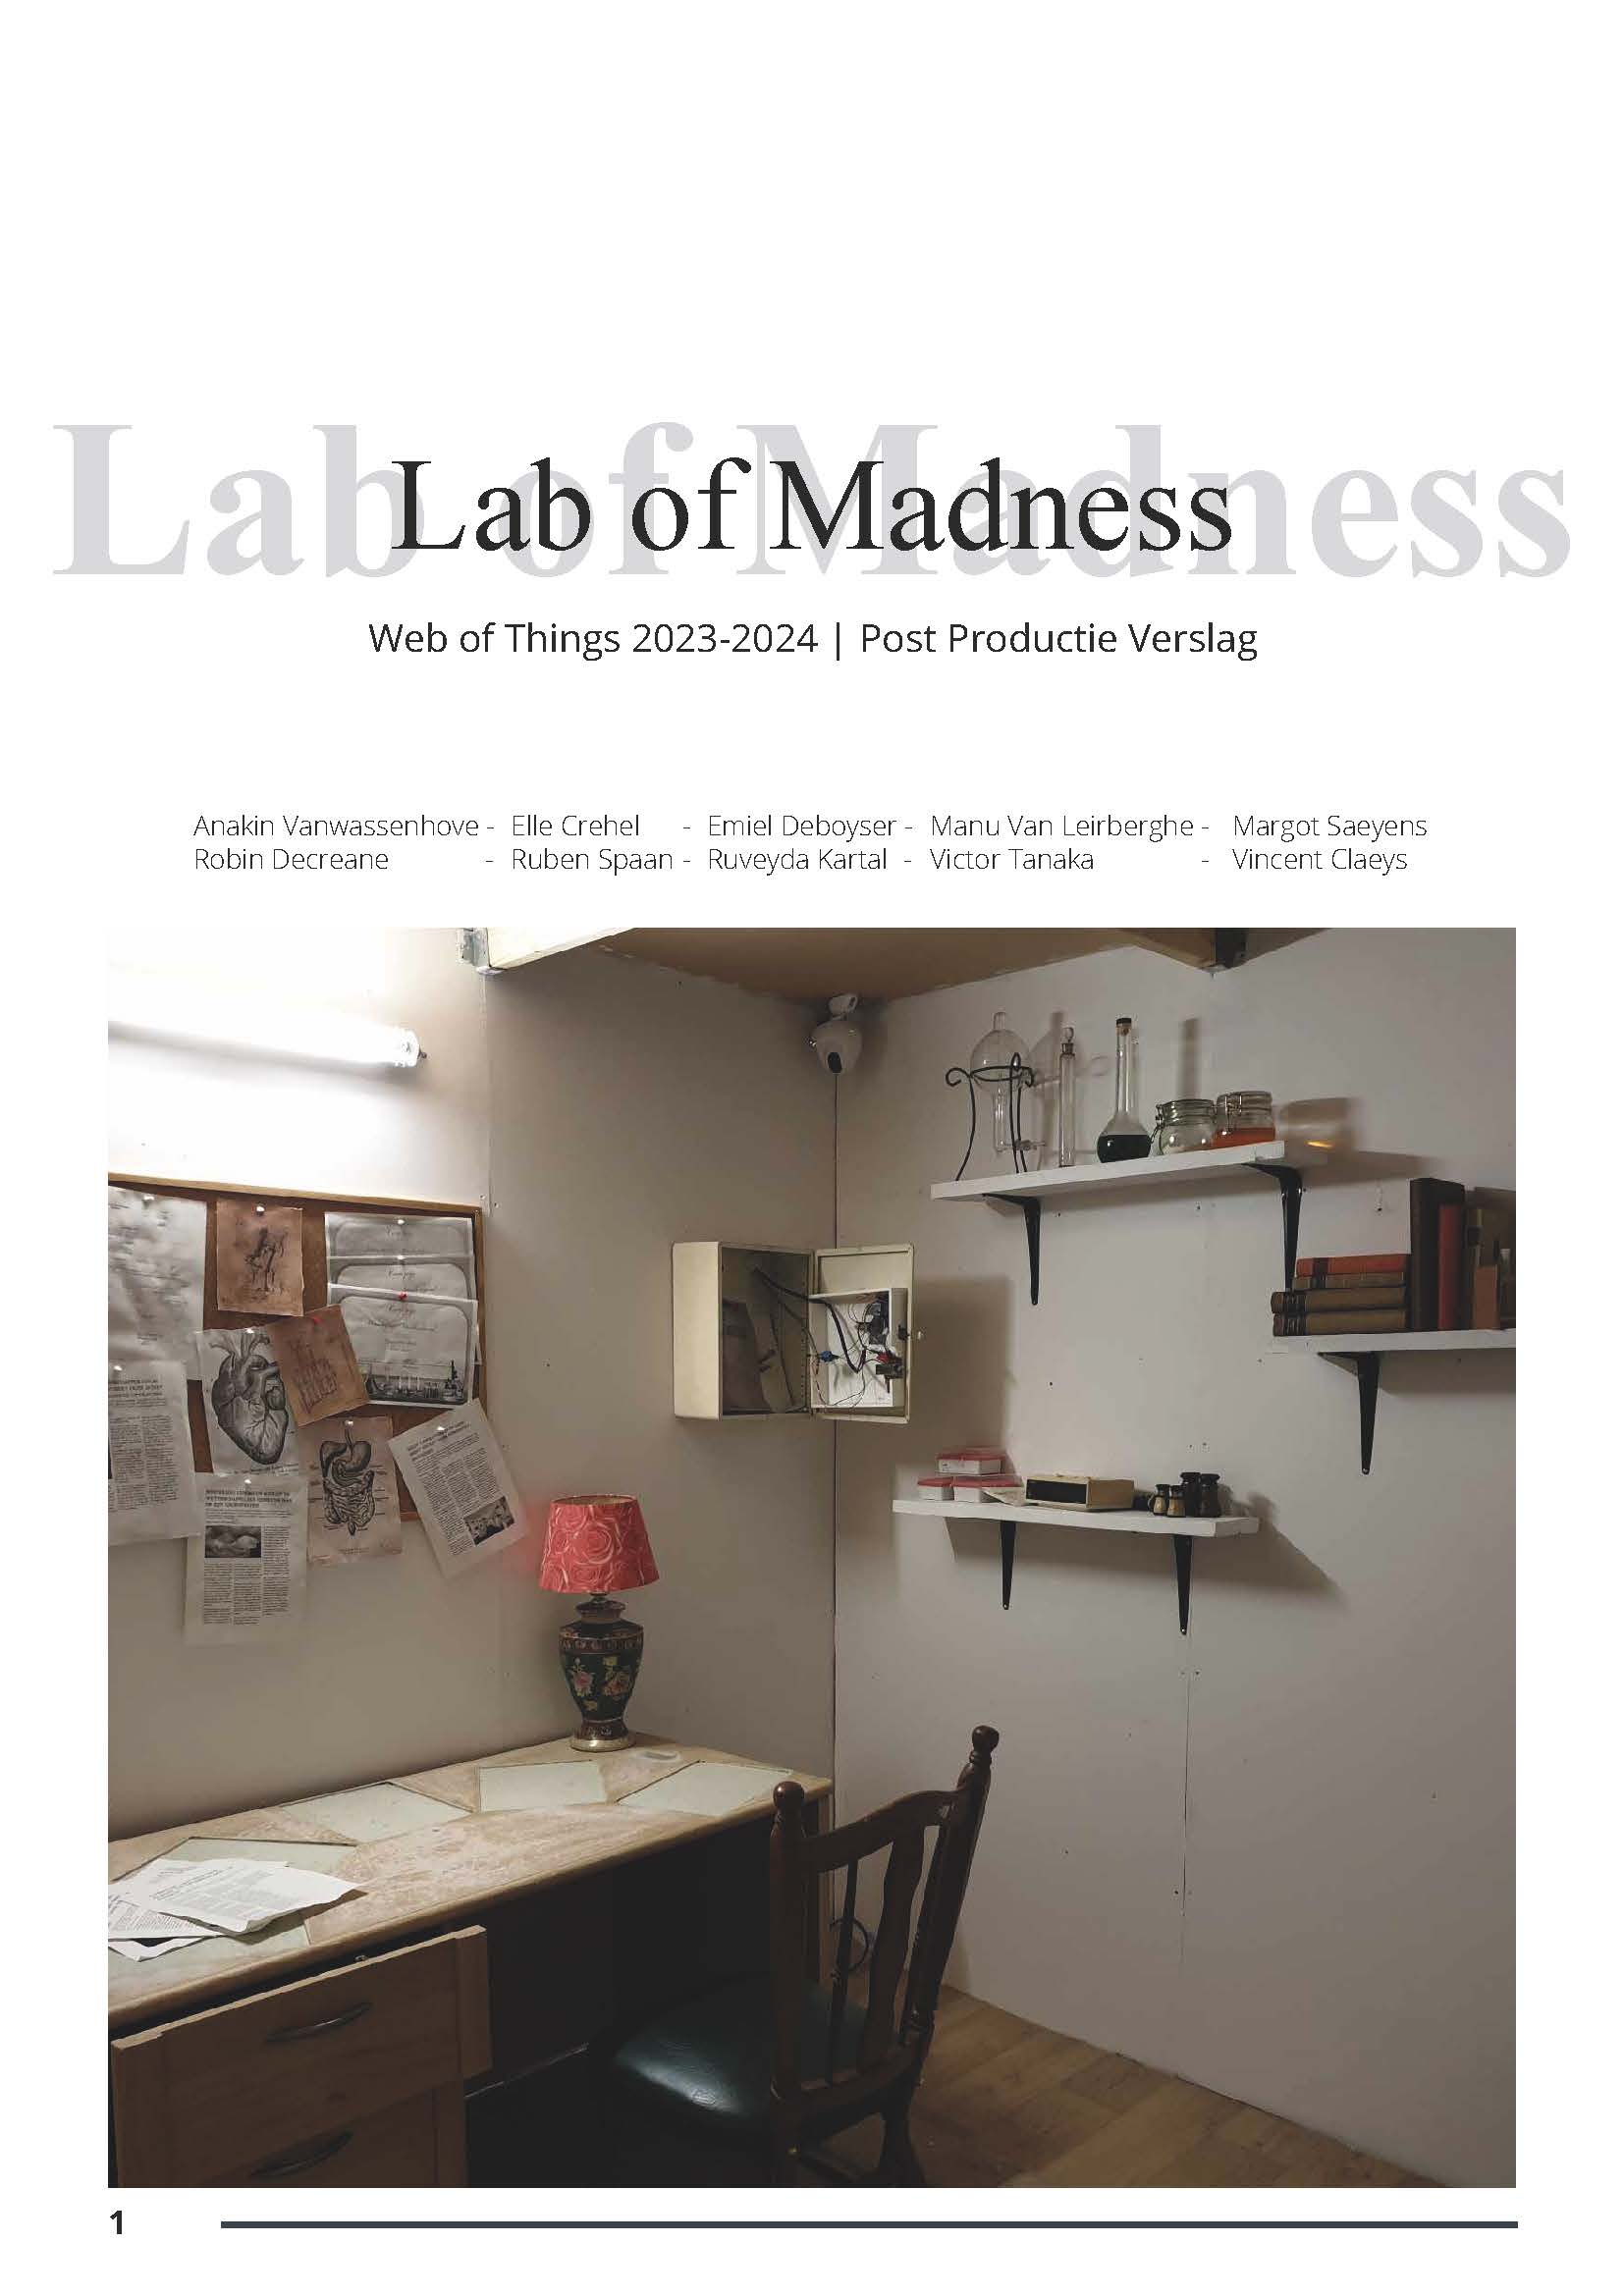 Lab of Madness
Lab of Madness
Web of Things 2023-2024 | Post Productie Verslag
Anakin Vanwassenhove - Elle Crehel - Emiel Deboyser - Manu Van Leirberghe - Margot Saeyens
Robin Decreane - Ruben Spaan - Ruveyda Kartal - Victor Tanaka - Vincent Claeys
1